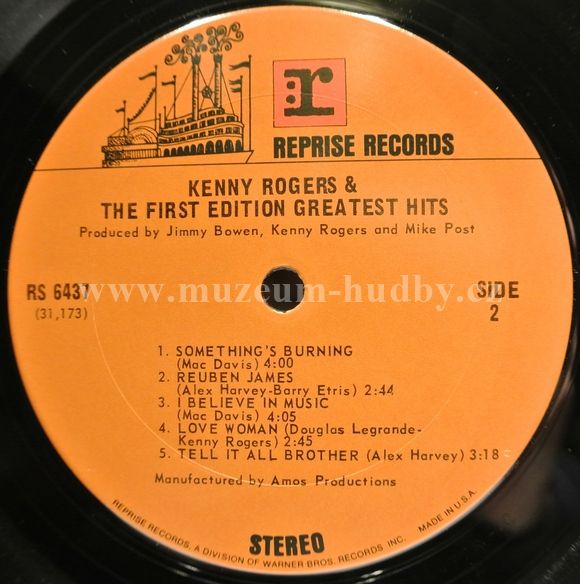 r
REPRISE RECORDS
KENNY ROGERS &
THE FIRST EDITION GREATEST HITS
Produced by Jimmy Bowen, Kenny Rogers and Mike Post
RS 6437
(31,173)
www.muzeum-hudby.cz
SIDE
2
1. SOMETHING'S BURNING
(Mac Davis) 4:00
2. REUBEN JAMES
(Alex Harvey-Barry Etris) 2:44
3. I BELIEVE IN MUSIC
(Mac Davis) 4:05
4. LOVE WOMAN (Douglas Legrande-
Kenny Rogers) 2:45
5. TELL IT ALL BROTHER (Alex Harvey) 3:18
Manufactured by Amos Productions
STEREO
REPRISE RECORDS, A DIVISION OF WARNER BROS. RECORDS INC. MADE IN U.S.A.